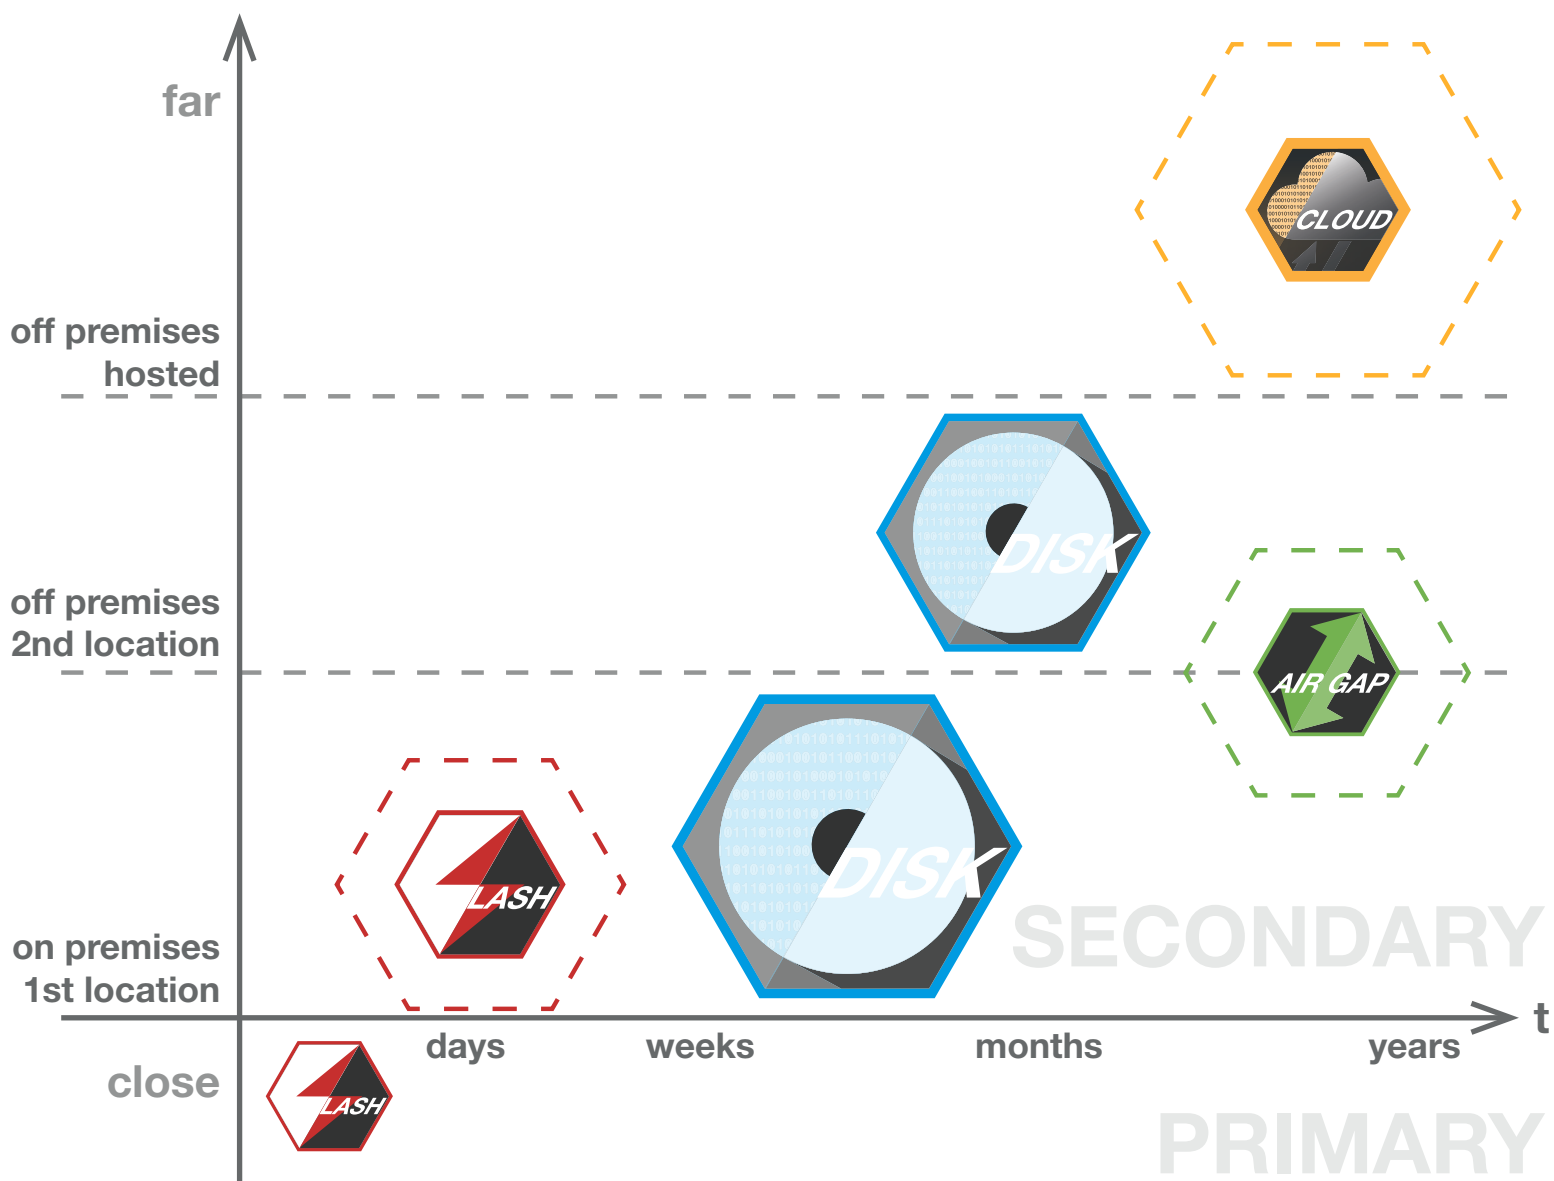 far
CLOUD
off premises
hosted
DISK
off premises
2nd location
AIR GAP
DISK
LASH
SECONDARY
on premises
1st location
t
days
weeks
months
years
close
LASH
PRIMARY